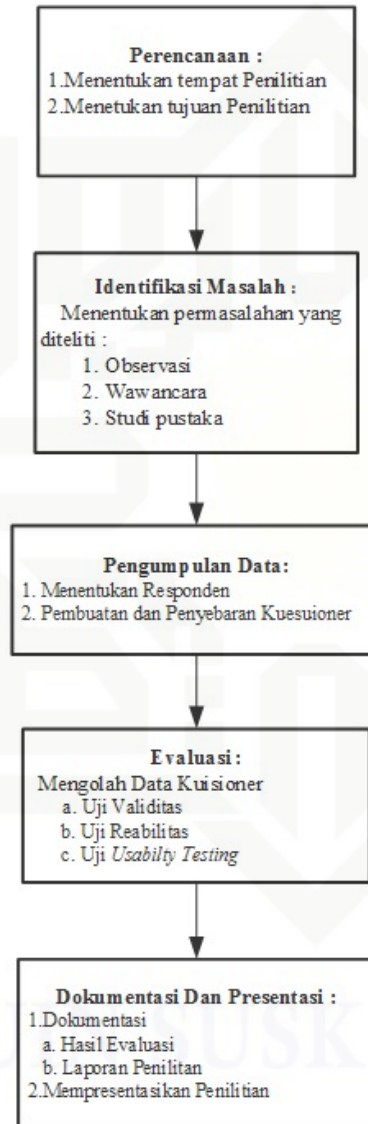 Perencanaan :
1.Menentukan tempat Penilitian
2.Menetukan tujuan Penilitian
Identifikasi Masalah :
Menentukan permasalahan yang
diteliti :
1. Observasi
2. Wawancara
3. Studi pustaka
Pengumpulan Data:
1. Menentukan Responden
2. Pembuatan dan Penyebaran Kuesuioner
Evaluasi :
Mengolah Data Kuisioner
a. Uji Validitas
b. Uji Reabilitas
c. Uji Usabilty Testing
Dokumentasi Dan Presentasi :
1.Dokumentasi
a. Hasil Evaluasi
b. Laporan Penilitan
2.Mempresentasikan Penilitian